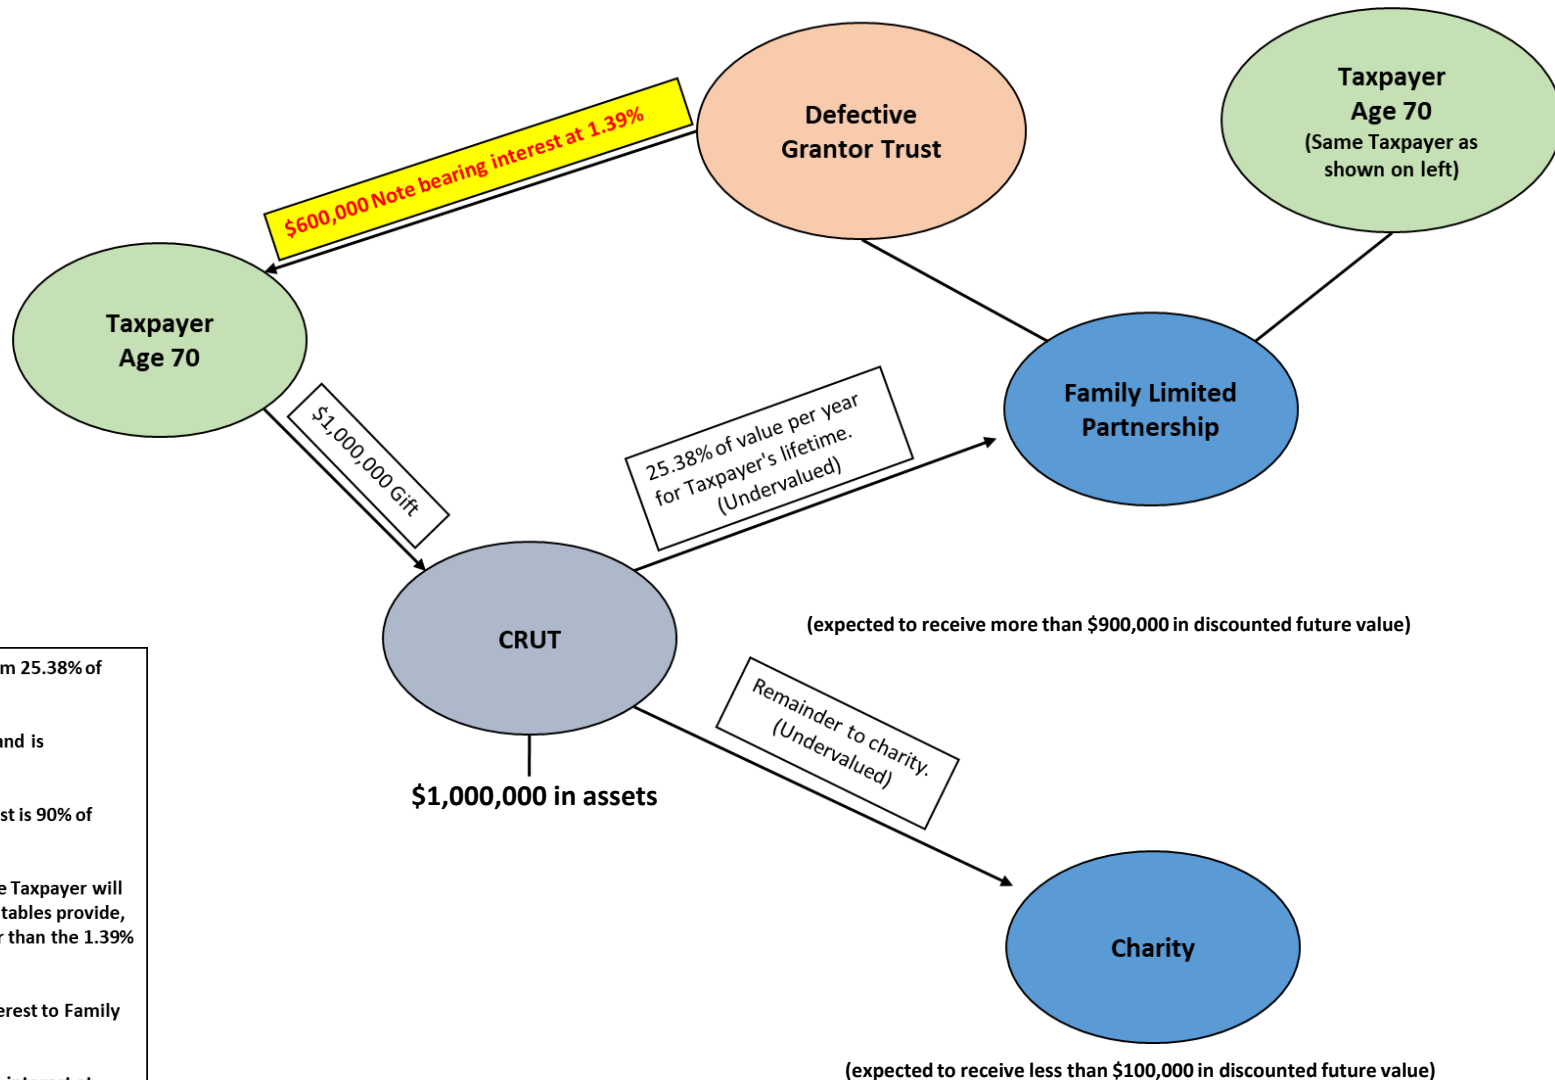 Defective
Grantor Trust
Taxpayer
Age 70
(Same Taxpayer as
shown on left)
$600,000 Note bearing interest at 1.39%
Taxpayer
Age 70
Family Limited
Partnership
$1,000,000 Gift
25.38% of value per year
for Taxpayer's lifetime.
(Undervalued)
CRUT
(expected to receive more than $900,000 in discounted future value)
Remainder to charity.
(Undervalued)
$1,000,000 in assets
Charity
(expected to receive less than $100,000 in discounted future value)
m 25.38% of
and is
st is 90% of
e Taxpayer will
tables provide,
r than the 1.39%
erest to Family